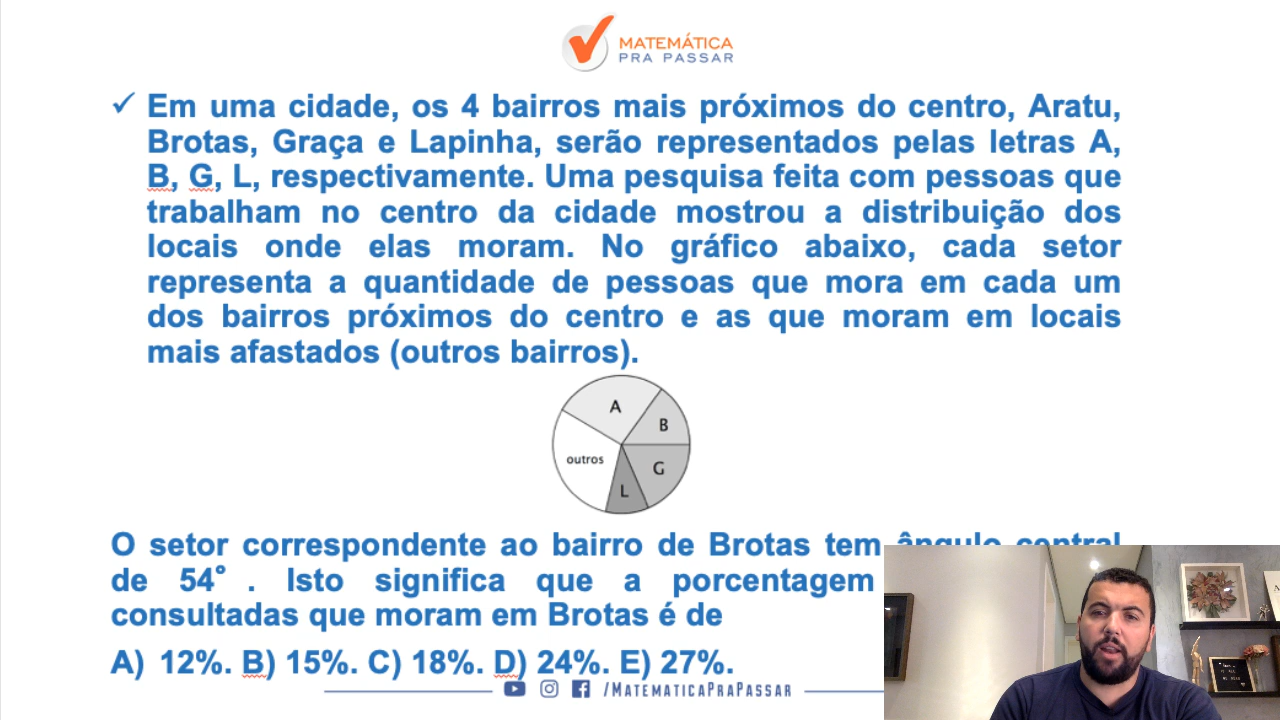 MATEMÁTICA
PRA PASSAR
✓ Em uma cidade, os 4 bairros mais próximos do centro, Aratu,
Brotas, Graça e Lapinha, serão representados pelas letras A,
B, G, L, respectivamente. Uma pesquisa feita com pessoas que
trabalham no centro da cidade mostrou a distribuição dos
locais onde elas moram. No gráfico abaixo, cada setor
representa a quantidade de pessoas que mora em cada um
dos bairros próximos do centro e as que moram em locais
mais afastados (outros bairros).
A
B
outros
G
L
O setor correspondente ao bairro de Brotas tem ângulo central
de 54° . Isto significa que a porcentagem
consultadas que moram em Brotas é de
A) 12%. B) 15%. C) 18%. D) 24%. E) 27%.
/MATEMATICAPRAPASSAR